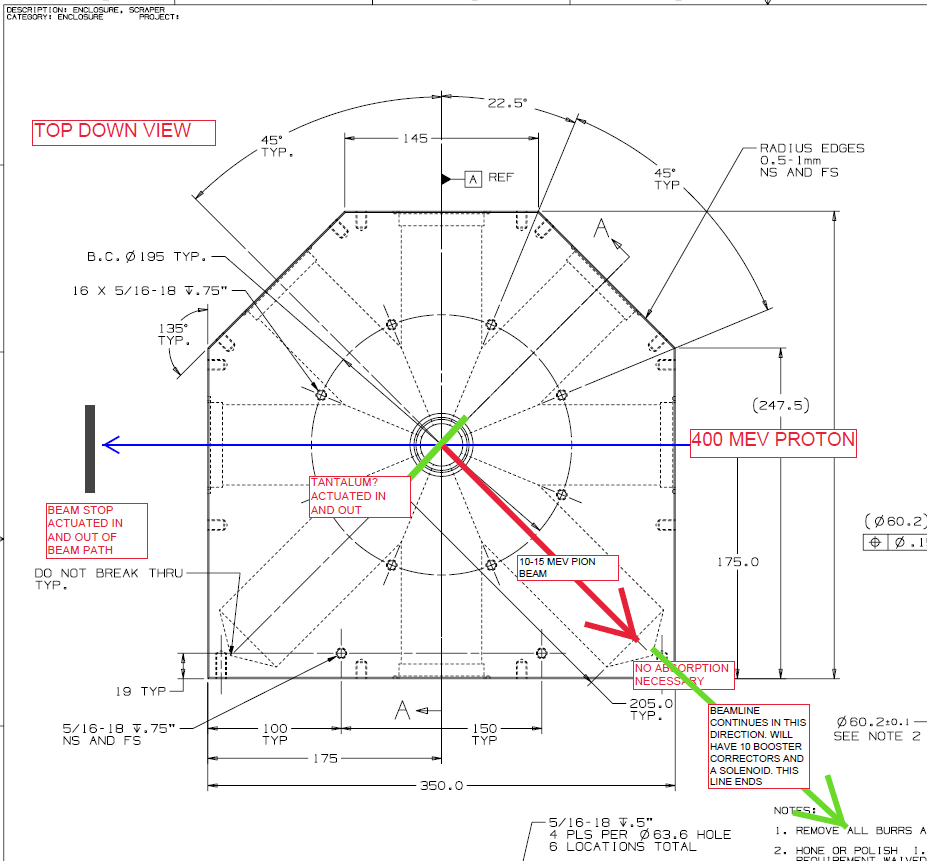 DESCRIPTION: ENCLOSURE, SCRAPER
CATEGORY: ENCLOSURE PROJECT:
TOP DOWN VIEW
22.5°
45°
TYP.
145
A REF
45°
TYP
RADIUS EDGES
0.5-1mm
NS AND FS
A
B.C. Ø195 TYP.
16 X 5/16-18 ↧.75"
135°
TYP.
(247.5)
400 MEV PROTON
TANTALUM?
ACTUATED IN
AND OUT
BEAM STOP
ACTUATED IN
AND OUT OF
BEAM PATH
(Ø60.2)
⌖ Ø .15
10-15 MEV PION
BEAM
175.0
DO NOT BREAK THRU
TYP.
NO ABSORPTION
NECESSARY
19 TYP
205.0
TYP.
BEAMLINE
CONTINUES IN THIS
DIRECTION. WILL
HAVE 10 BOOSTER
CORRECTORS AND
A SOLENOID. THIS
LINE ENDS
A
5/16-18 ↧.75"
NS AND FS
100
TYP
150
TYP
Ø60.2±0.1
SEE NOTE 2
175
350.0
NOTES:
5/16-18 ↧.5"
4 PLS PER Ø63.6 HOLE
6 LOCATIONS TOTAL
1. REMOVE ALL BURRS A
2. HONE OR POLISH I.
REQUIREMENT WAIVED